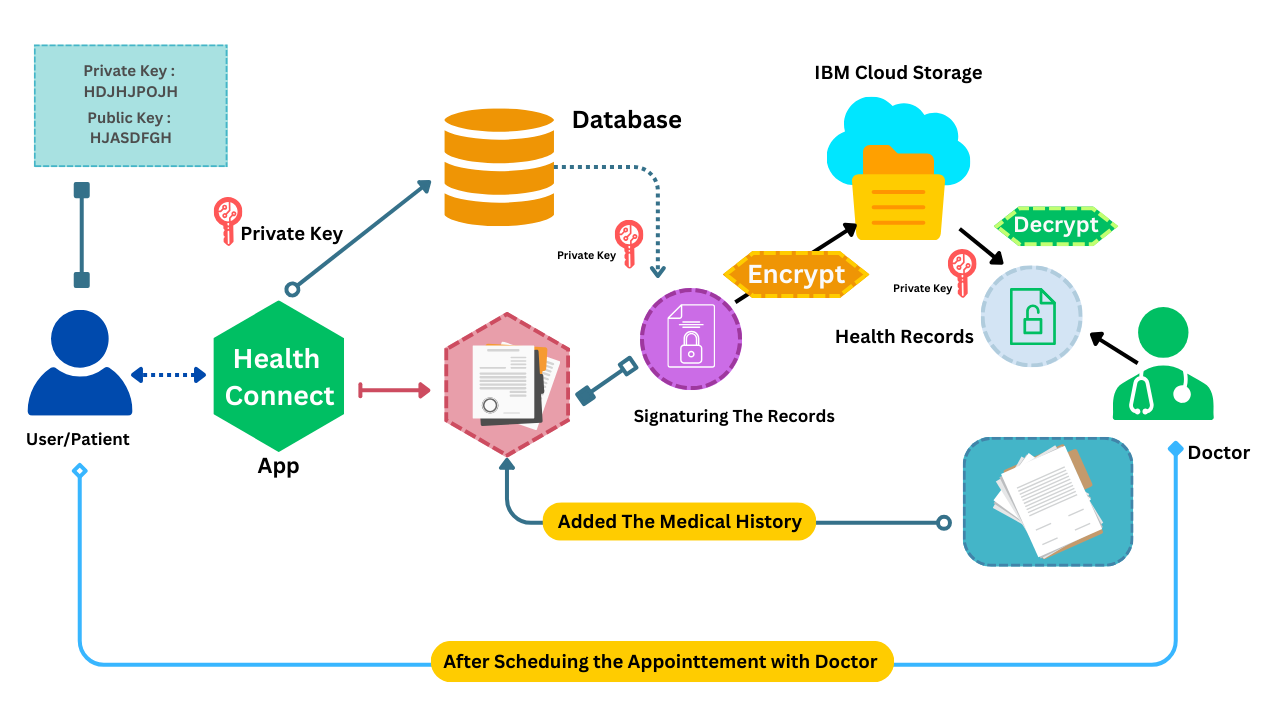 Private Key :
HDJHJPOJH
Public Key :
HJASDFGH
IBM Cloud Storage
Database
Private Key
Private Key
Encrypt
Decrypt
Private Key
Health Records
Health
Connect
App
User/Patient
Signaturing The Records
Doctor
Added The Medical History
After Scheduing the Appointtement with Doctor